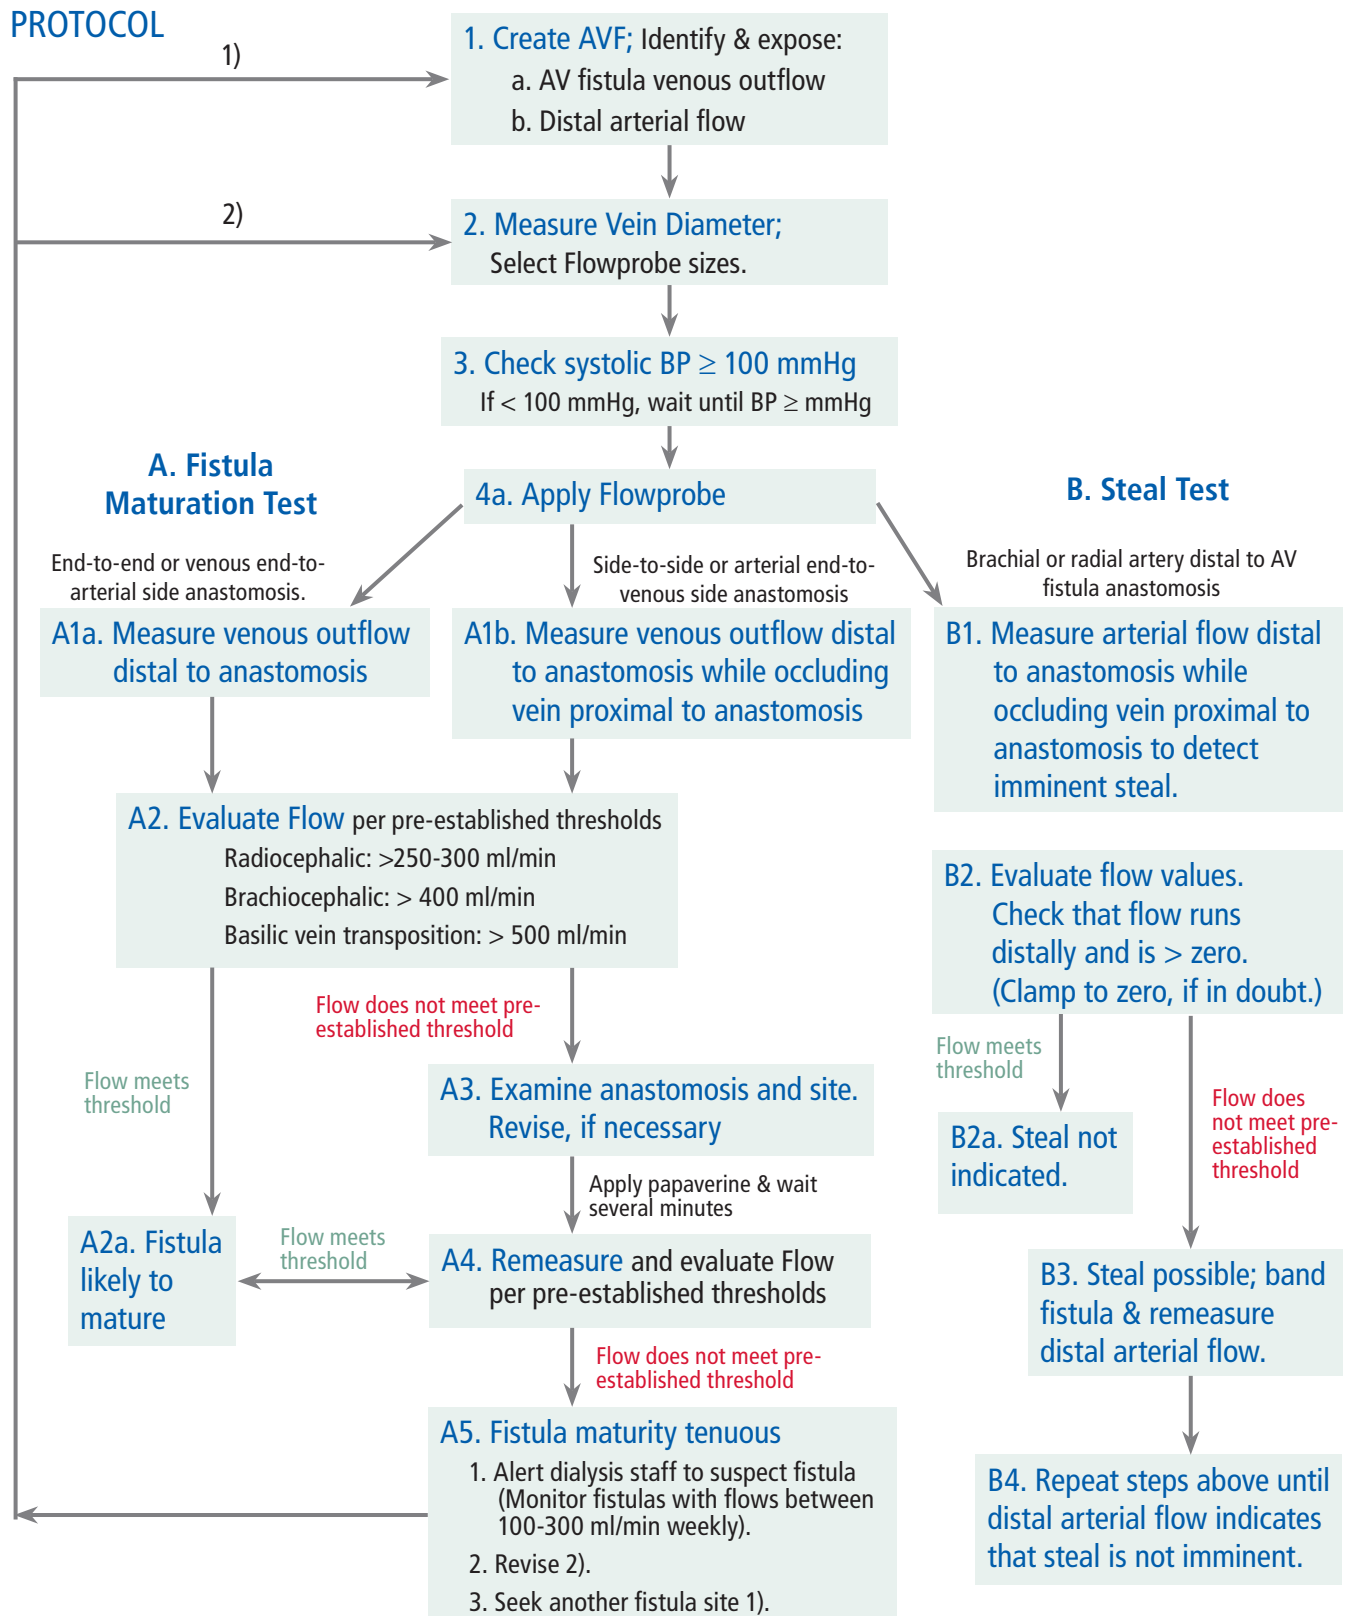 PROTOCOL
1)
1. Create AVF; Identify & expose:
a. AV fistula venous outflow
b. Distal arterial flow
2)
2. Measure Vein Diameter;
Select Flowprobe sizes.
3. Check systolic BP ≥ 100 mmHg
If < 100 mmHg, wait until BP ≥ mmHg
A. Fistula
Maturation Test
4a. Apply Flowprobe
B. Steal Test
End-to-end or venous end-to-
arterial side anastomosis.
Side-to-side or arterial end-to-
venous side anastomosis
Brachial or radial artery distal to AV
fistula anastomosis
A1a. Measure venous outflow
distal to anastomosis
A1b. Measure venous outflow distal
to anastomosis while occluding
vein proximal to anastomosis
B1. Measure arterial flow distal
to anastomosis while
occluding vein proximal to
anastomosis to detect
imminent steal.
A2. Evaluate Flow per pre-established thresholds
Radiocephalic: >250-300 ml/min
Brachiocephalic: > 400 ml/min
Basilic vein transposition: > 500 ml/min
B2. Evaluate flow values.
Check that flow runs
distally and is > zero.
(Clamp to zero, if in doubt.)
Flow does not meet pre-
established threshold
Flow meets
threshold
Flow meets
threshold
Flow does
not meet pre-
established
threshold
A3. Examine anastomosis and site.
Revise, if necessary
B2a. Steal not
indicated.
Apply papaverine & wait
several minutes
A2a. Fistula
likely to
mature
Flow meets
threshold
A4. Remeasure and evaluate Flow
per pre-established thresholds
B3. Steal possible; band
fistula & remeasure
distal arterial flow.
Flow does not meet pre-
established threshold
A5. Fistula maturity tenuous
1. Alert dialysis staff to suspect fistula
(Monitor fistulas with flows between
100-300 ml/min weekly).
2. Revise 2).
3. Seek another fistula site 1).
B4. Repeat steps above until
distal arterial flow indicates
that steal is not imminent.